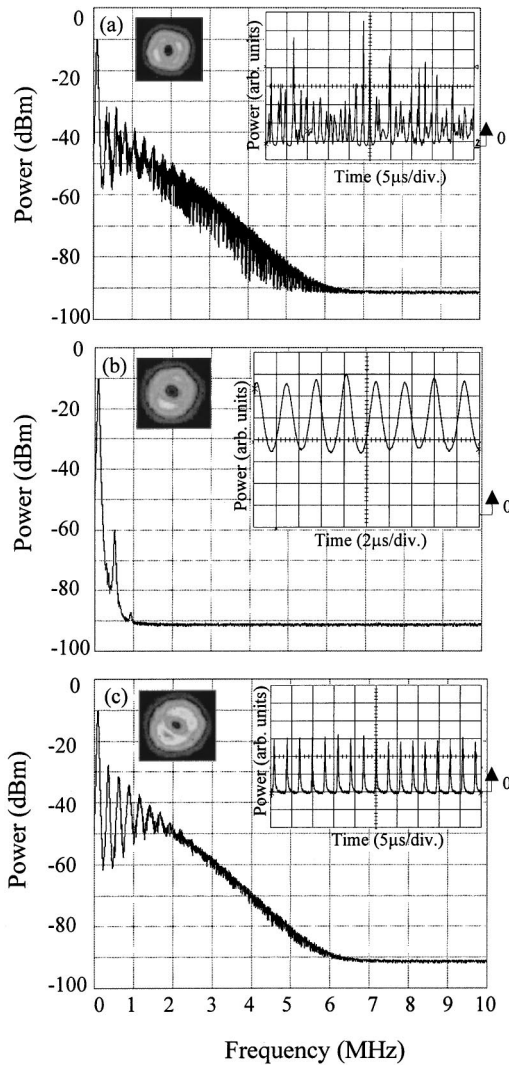 (a)
0
-20
-40
-60
-80
-100
Power (dBm)
Power (arb. units)
Time (5µs/div.)
2
0
(b)
0
-20
-40
-60
-80
-100
Power (dBm)
Power (arb. units)
Time (2µs/div.)
0
(c)
0
-20
-40
-60
-80
-100
Power (dBm)
Power (arb. units)
Time (5µs/div.)
0
0 1 2 3 4 5 6 7 8 9 10
Frequency (MHz)